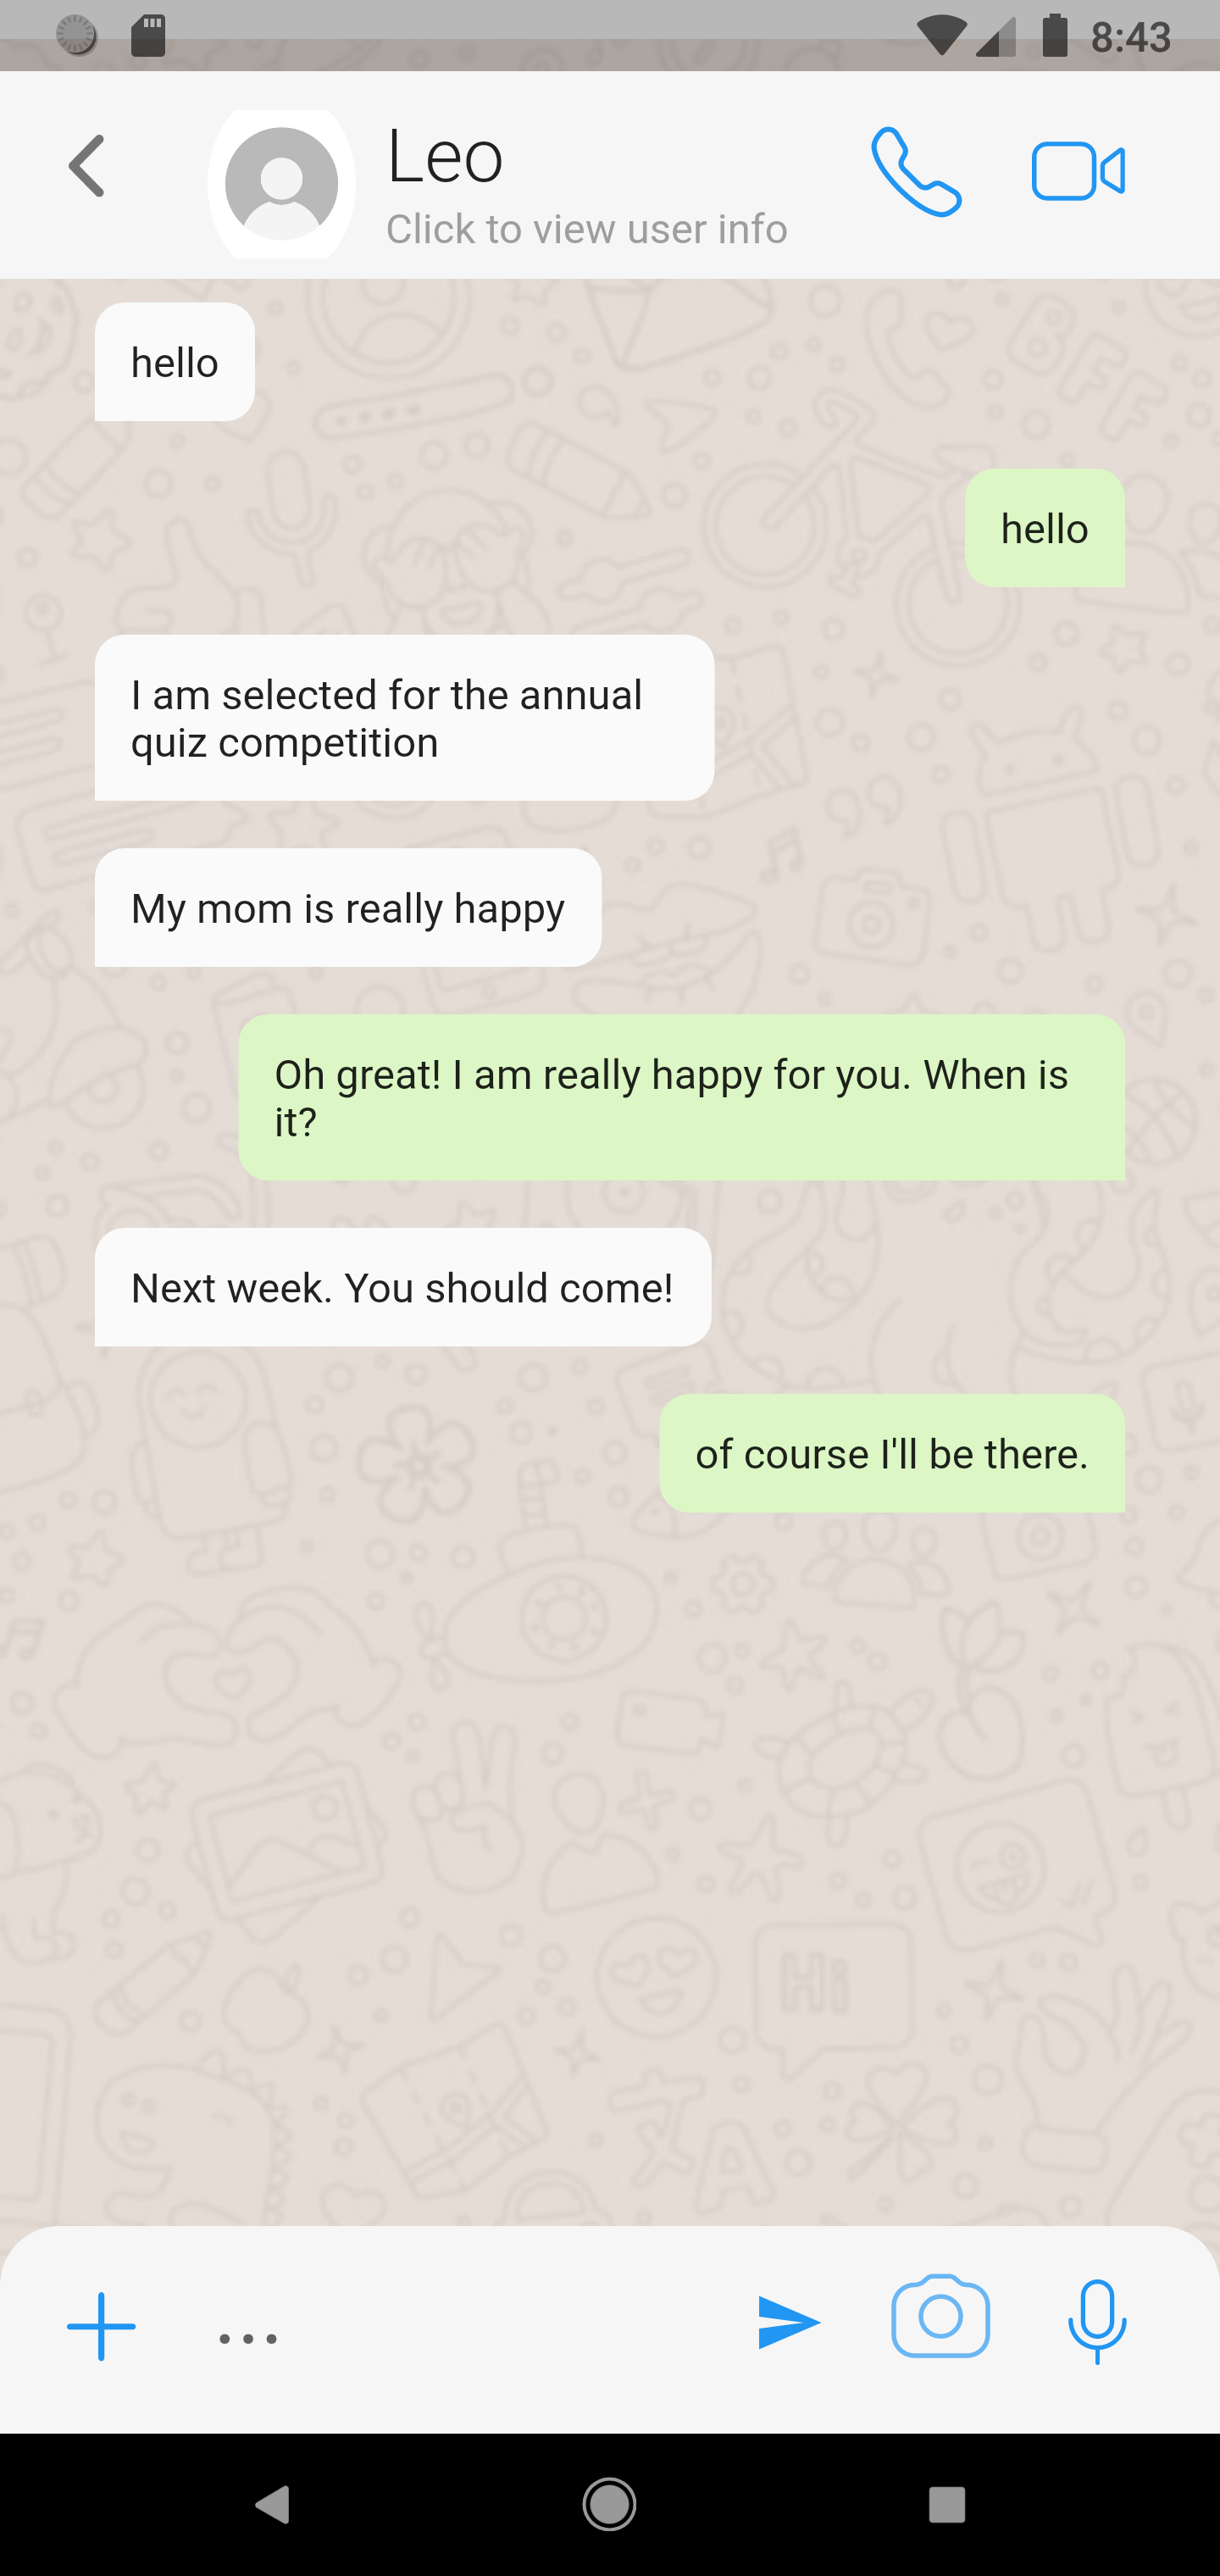 8:43
Leo
Click to view user info
hello
hello
I am selected for the annual
quiz competition
My mom is really happy
Oh great! I am really happy for you. When is
it?
Next week. You should come!
of course I'll be there.
...